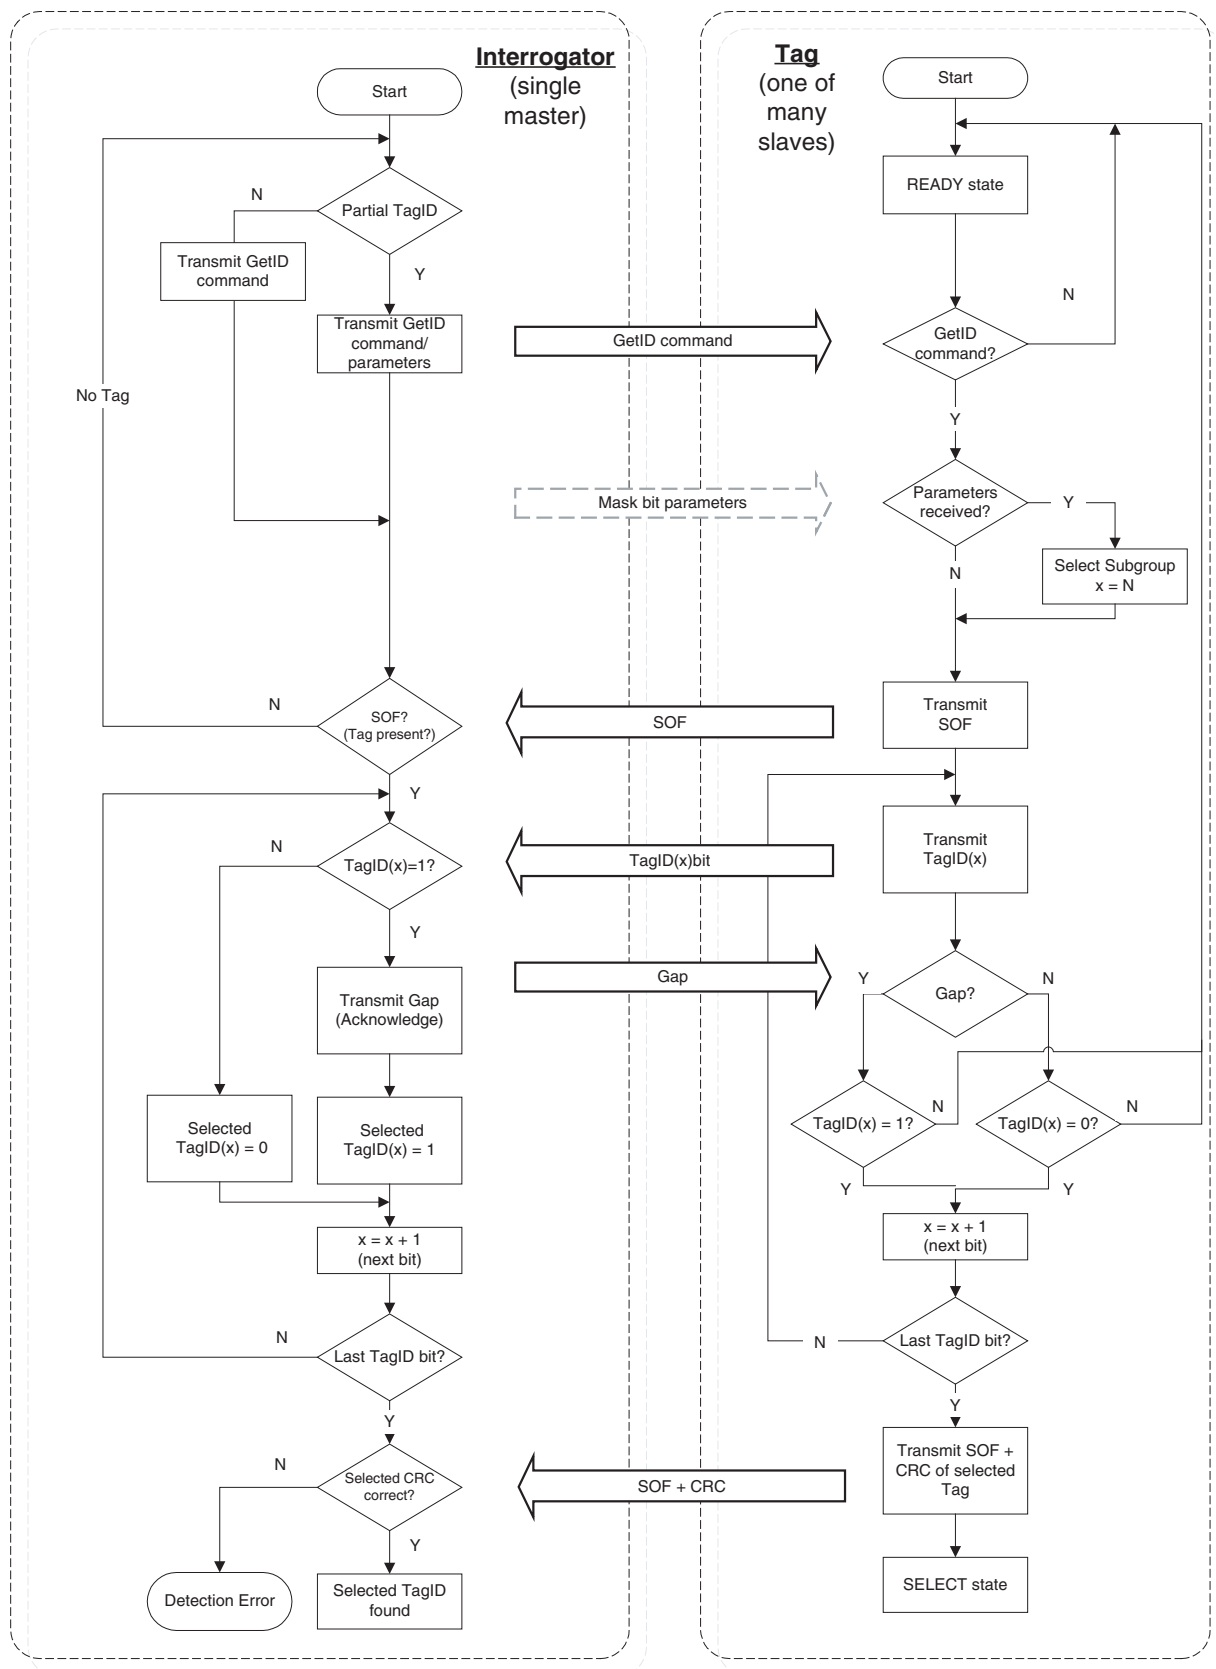 Interrogator
(single
master)
Start
N
Partial TagID
Transmit GetID
command
Y
Transmit GetID
command/
parameters
No Tag
N
SOF?
(Tag present?)
Y
N
TagID(x)=1?
Y
Transmit Gap
(Acknowledge)
Selected
TagID(x) = 0
Selected
TagID(x) = 1
x = x + 1
(next bit)
N
Last TagID bit?
Y
N
Selected CRC
correct?
Y
Detection Error
Selected TagID
found
GetID command
Mask bit parameters
SOF
TagID(x)bit
Gap
SOF + CRC
Tag
(one of
many
slaves)
Start
READY state
N
GetID
command?
Y
Parameters
received?
Y
N
Select Subgroup
x = N
Transmit
SOF
Transmit
TagID(x)
Y
Gap?
N
TagID(x) = 1?
N
TagID(x) = 0?
N
Y
Y
x = x + 1
(next bit)
N
Last TagID bit?
Y
Transmit SOF +
CRC of selected
Tag
SELECT state